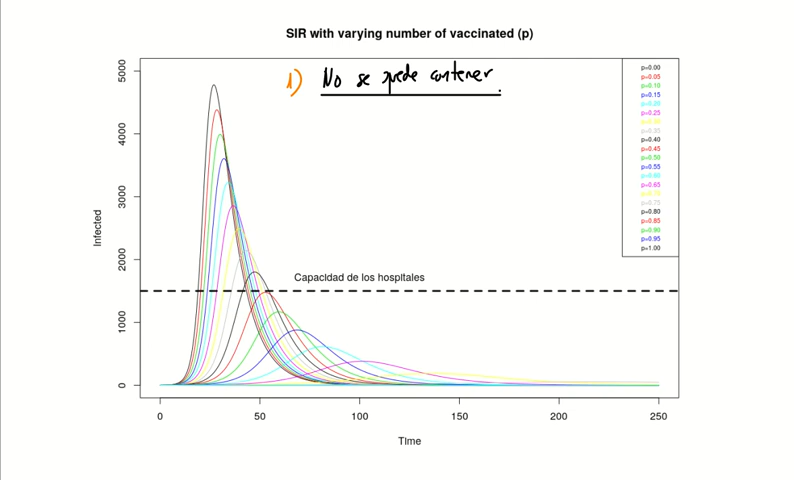 SIR with varying number of vaccinated (p)
1) No se puede contener.
5000
4000
3000
2000
1000
0
Infected
Capacidad de los hospitales
p=0.00
p=0.05
p=0.10
p=0.15
p=0.20
p=0.25
p=0.30
p=0.35
p=0.40
p=0.45
p=0.50
p=0.55
p=0.60
p=0.65
p=0.70
p=0.75
p=0.80
p=0.85
p=0.90
p=0.95
p=1.00
0 50 100 150 200 250
Time